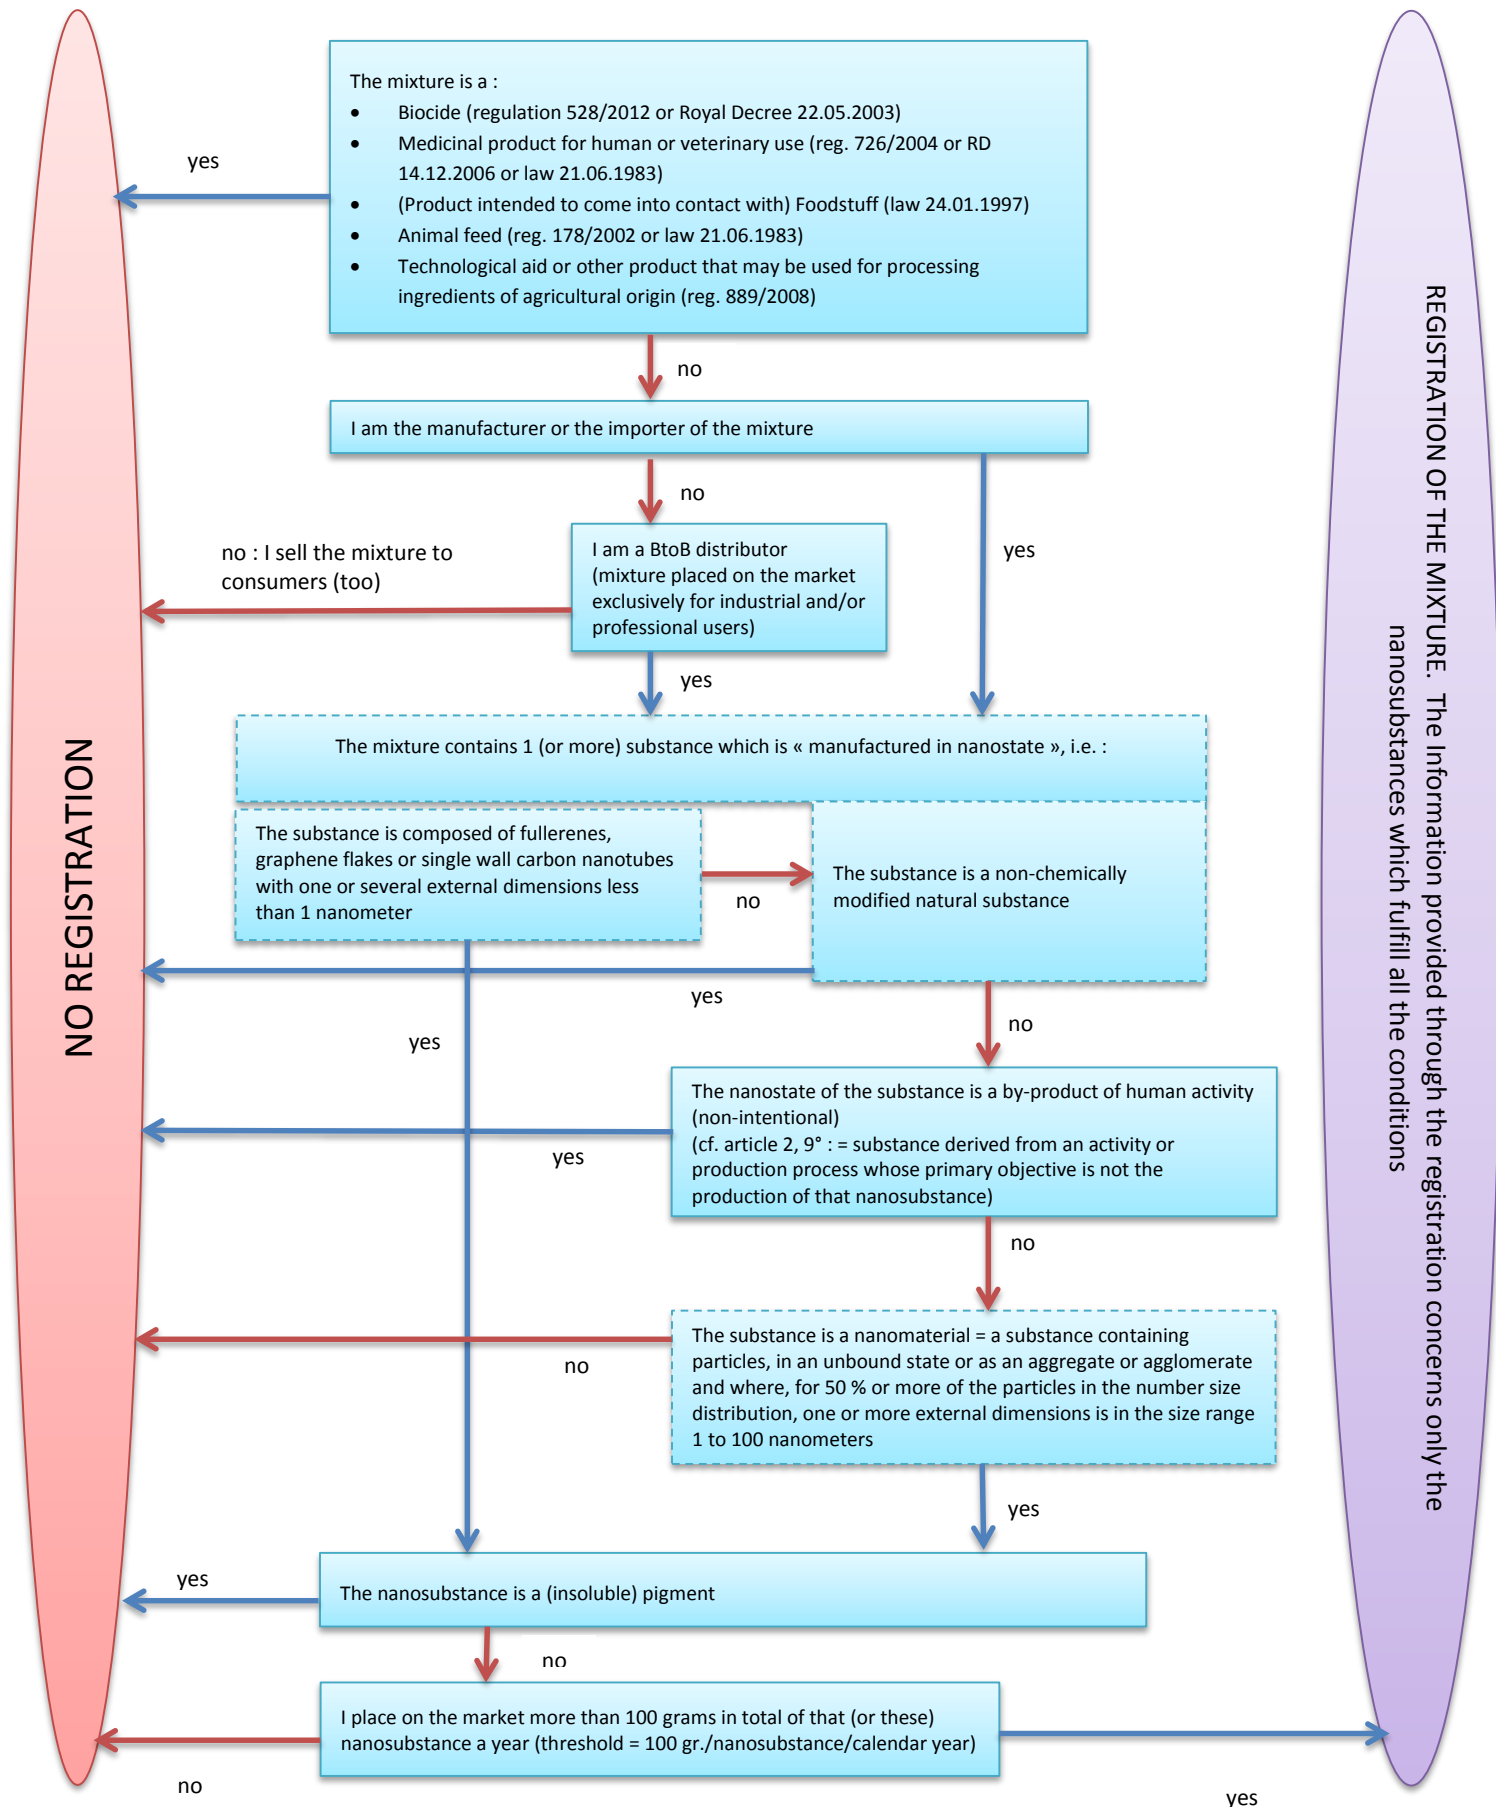 The mixture is a :
• Biocide (regulation 528/2012 or Royal Decree 22.05.2003)
• Medicinal product for human or veterinary use (reg. 726/2004 or RD
14.12.2006 or law 21.06.1983)
• (Product intended to come into contact with) Foodstuff (law 24.01.1997)
• Animal feed (reg. 178/2002 or law 21.06.1983)
• Technological aid or other product that may be used for processing
ingredients of agricultural origin (reg. 889/2008)
yes
no
I am the manufacturer or the importer of the mixture
no
yes
I am a BtoB distributor
(mixture placed on the market
exclusively for industrial and/or
professional users)
no : I sell the mixture to
consumers (too)
yes
The mixture contains 1 (or more) substance which is « manufactured in nanostate », i.e. :
The substance is composed of fullerenes,
graphene flakes or single wall carbon nanotubes
with one or several external dimensions less
than 1 nanometer
no
The substance is a non-chemically
modified natural substance
yes
yes
no
The nanostate of the substance is a by-product of human activity
(non-intentional)
(cf. article 2, 9° : = substance derived from an activity or
production process whose primary objective is not the
production of that nanosubstance)
yes
no
The substance is a nanomaterial = a substance containing
particles, in an unbound state or as an aggregate or agglomerate
and where, for 50 % or more of the particles in the number size
distribution, one or more external dimensions is in the size range
1 to 100 nanometers
no
yes
The nanosubstance is a (insoluble) pigment
yes
no
I place on the market more than 100 grams in total of that (or these)
nanosubstance a year (threshold = 100 gr./nanosubstance/calendar year)
no
yes
NO REGISTRATION
REGISTRATION OF THE MIXTURE. The Information provided through the registration concerns only the
nanosubstances which fulfill all the conditions